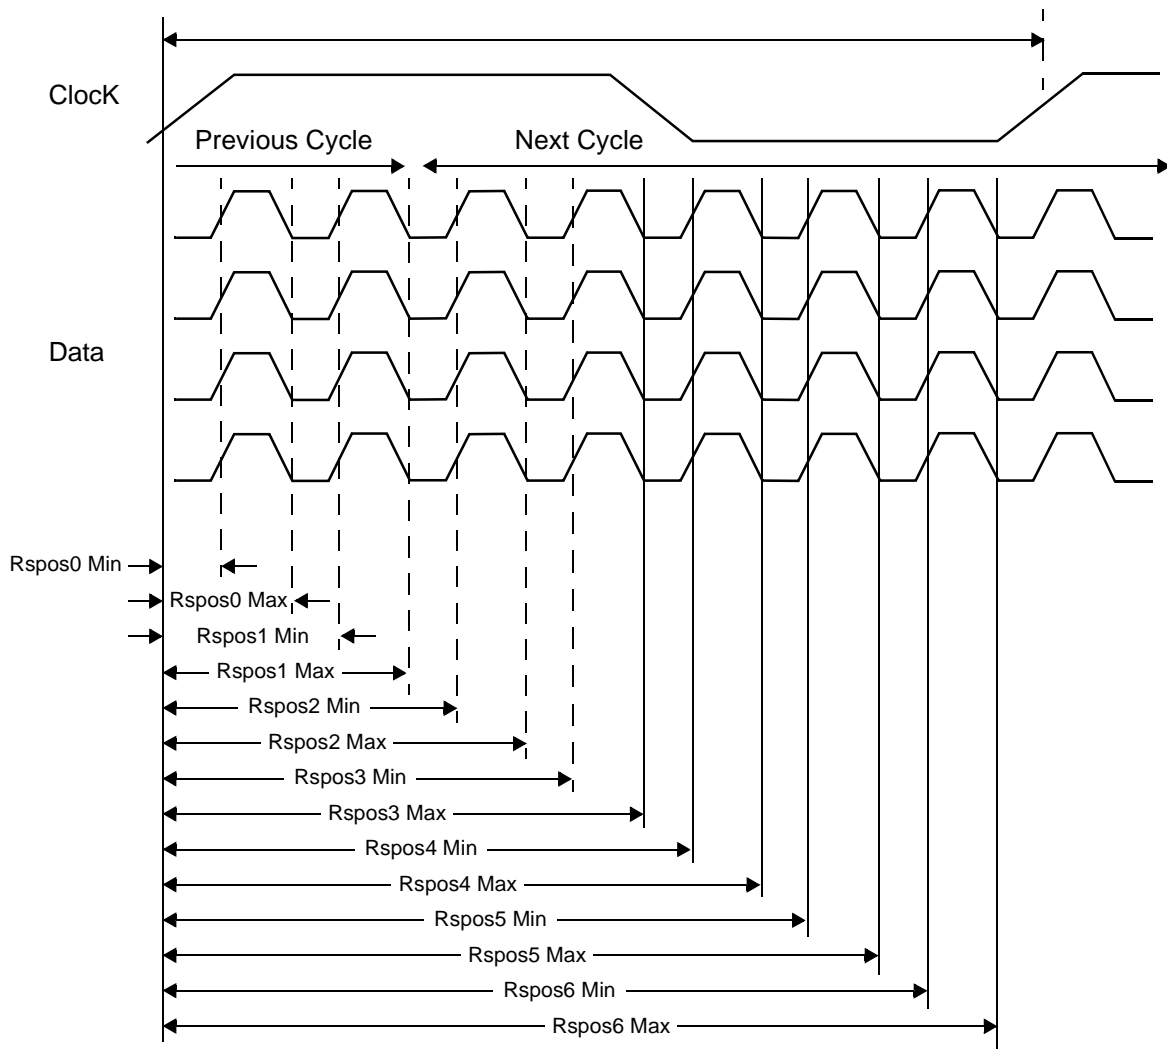 ClocK
Previous Cycle
Next Cycle
Data
Rspos0 Min
Rspos0 Max
Rspos1 Min
Rspos1 Max
Rspos2 Min
Rspos2 Max
Rspos3 Min
Rspos3 Max
Rspos4 Min
Rspos4 Max
Rspos5 Min
Rspos5 Max
Rspos6 Min
Rspos6 Max